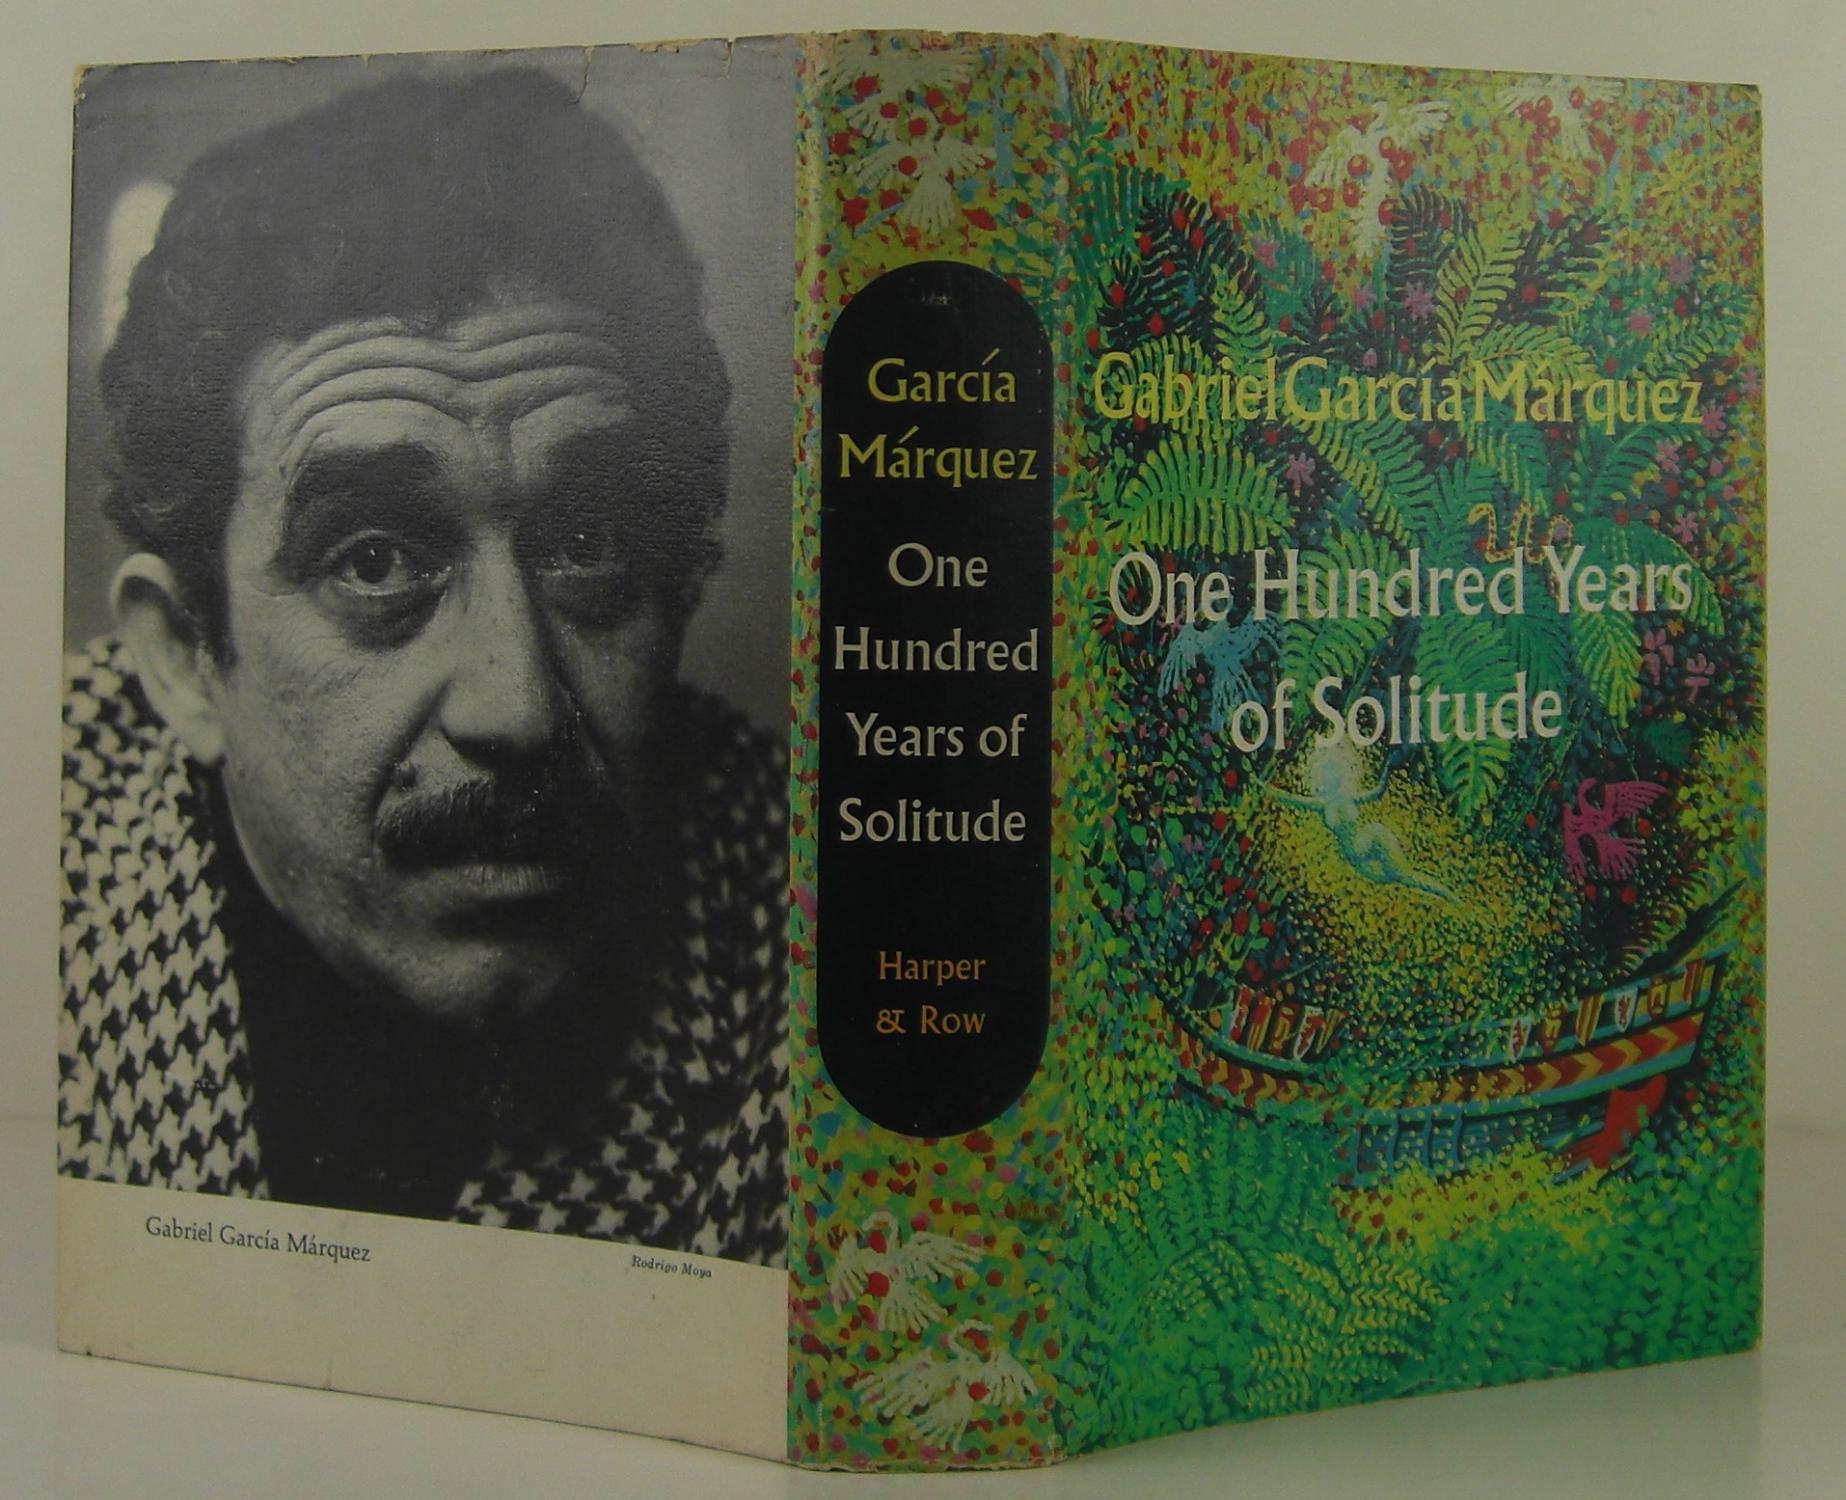 Gabriel García Márquez
Rodrigo Moya
García
Márquez
One
Hundred
Years of
Solitude
Harper
& Row
Gabriel García Márquez
One Hundred Years
of Solitude